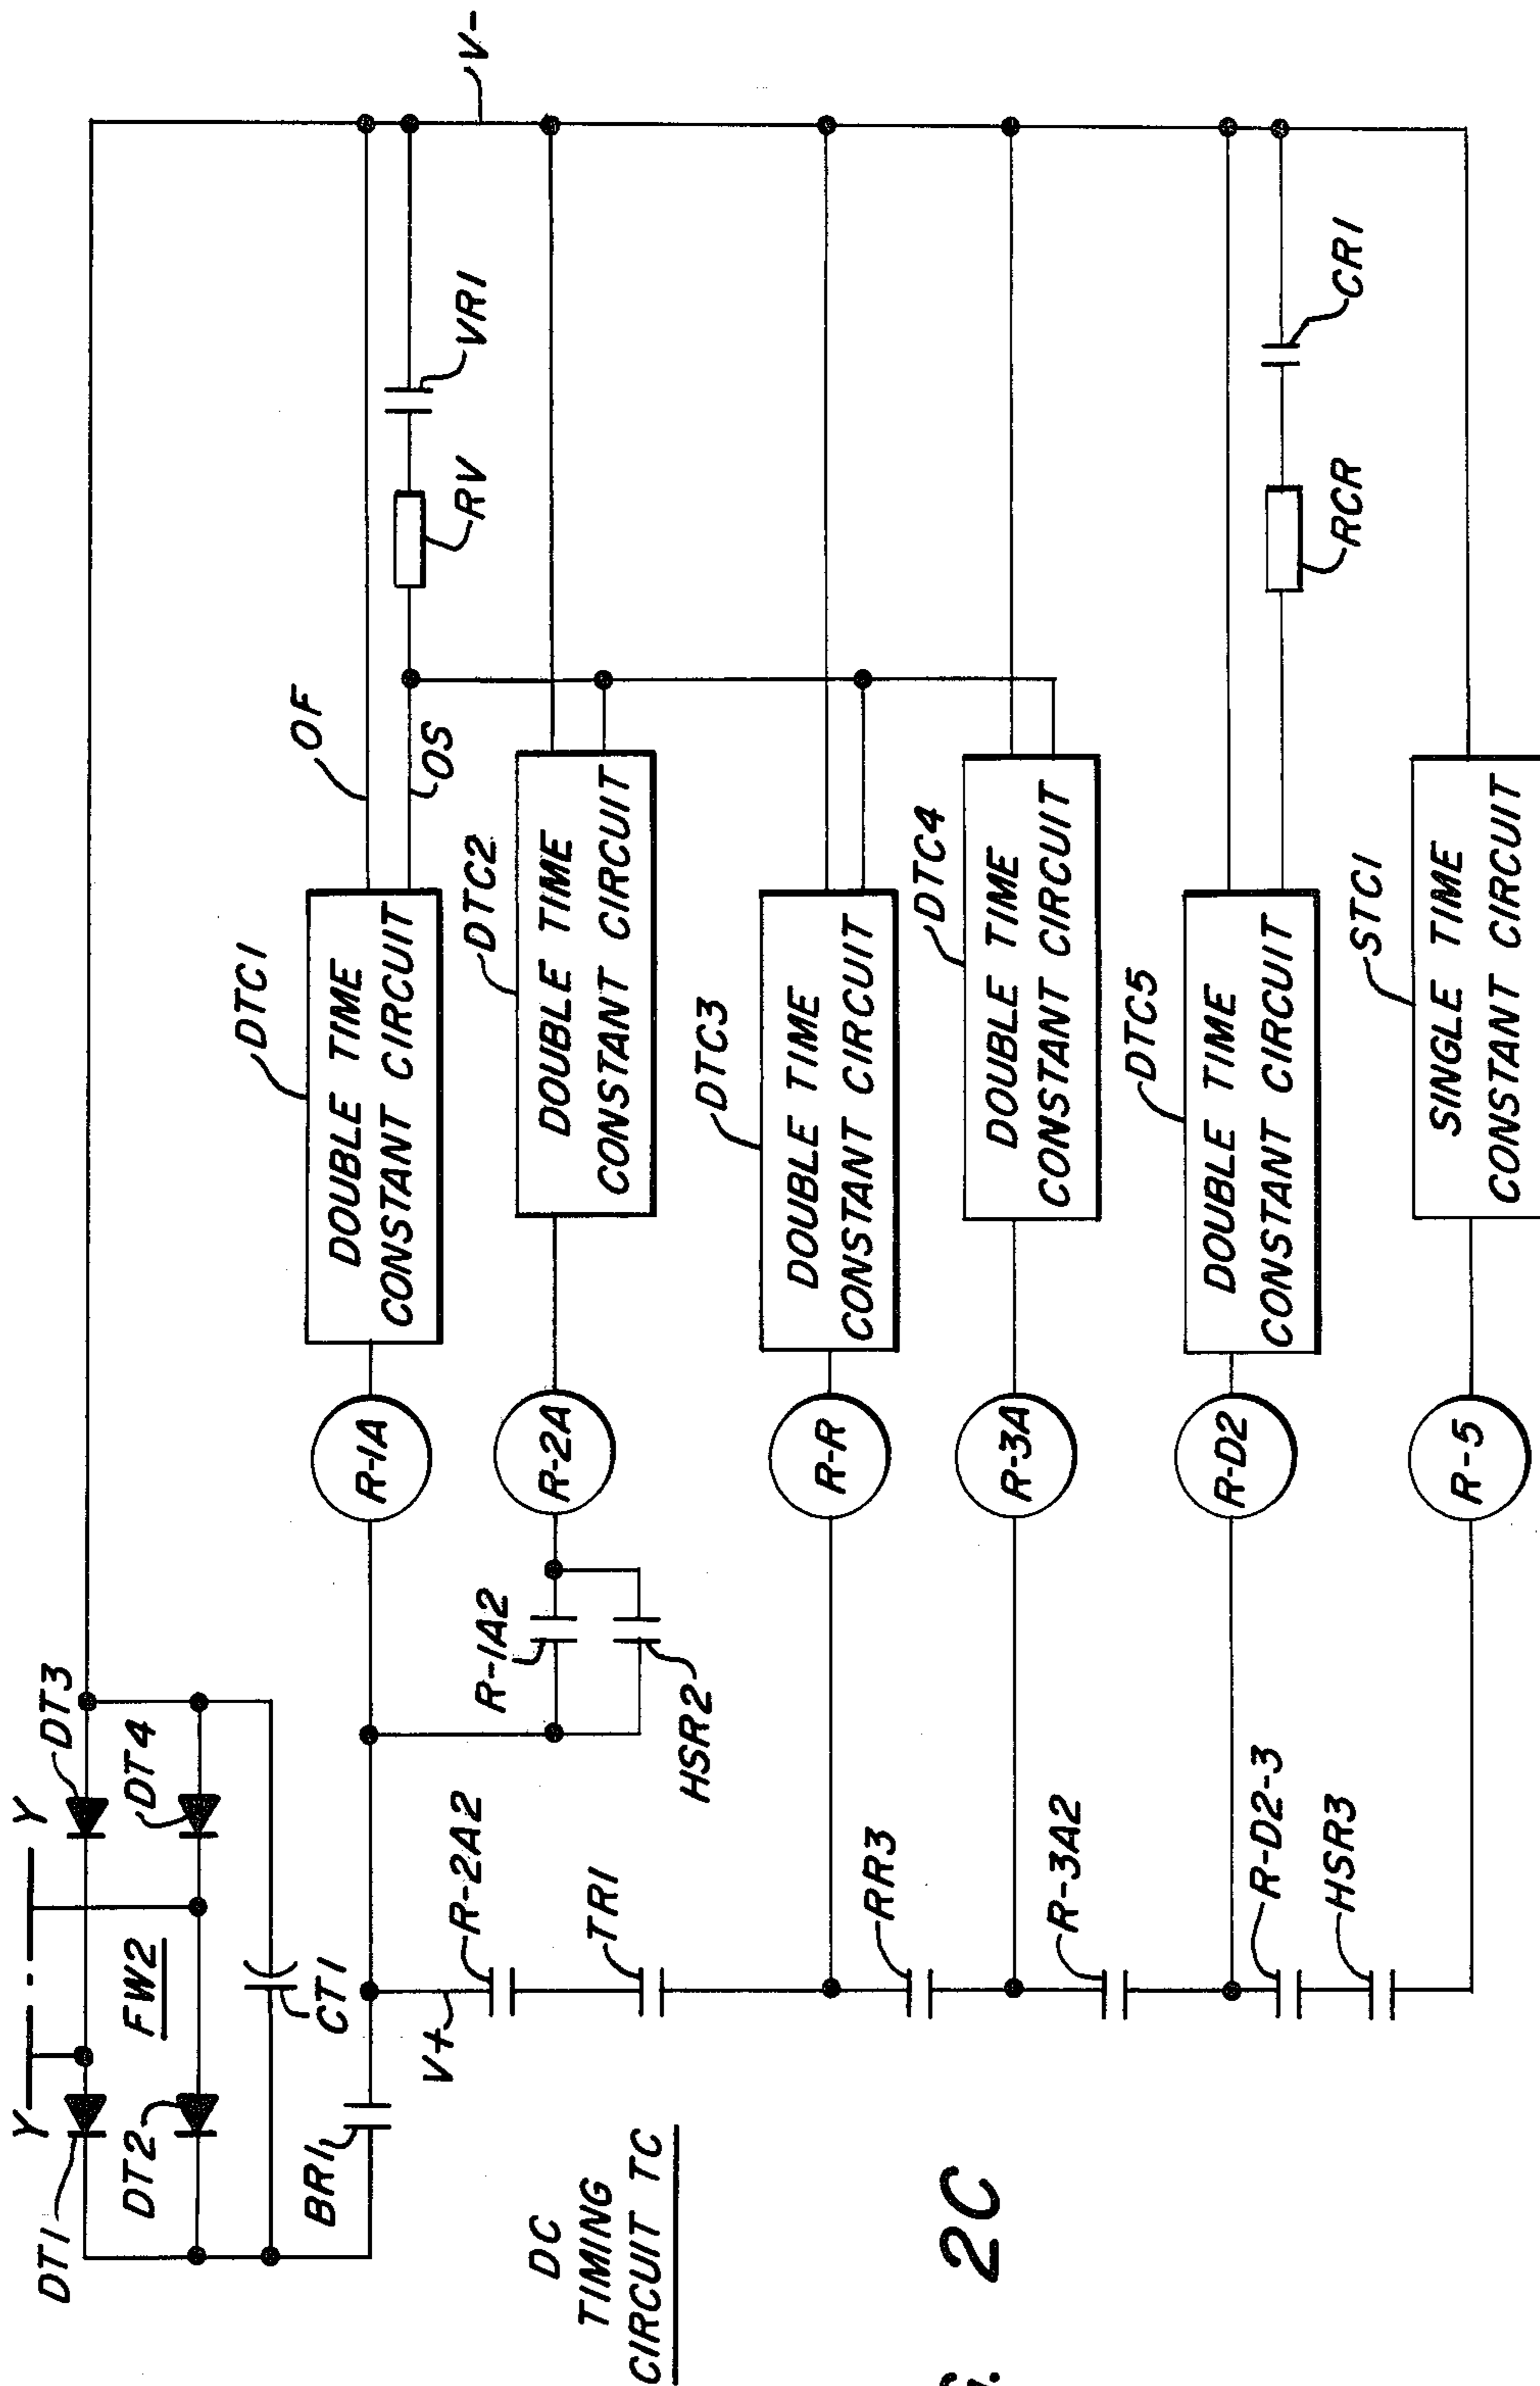 Y
Y
DT1
DT3
FW2
DT2
DT4
CT1
BR1
V-
V+
R-1A
DTC1
DOUBLE TIME
CONSTANT CIRCUIT
OF
OS
RV
VR1
R-1A2
HSR2
R-2A
DTC2
DOUBLE TIME
CONSTANT CIRCUIT
R-2A2
TR1
R-R
DTC3
DOUBLE TIME
CONSTANT CIRCUIT
RR3
R-3A
DTC4
DOUBLE TIME
CONSTANT CIRCUIT
R-3A2
R-D2
DTC5
DOUBLE TIME
CONSTANT CIRCUIT
RCR
CR1
R-D2-3
HSR3
R-5
STC1
SINGLE TIME
CONSTANT CIRCUIT
DC
TIMING
CIRCUIT TC
2C